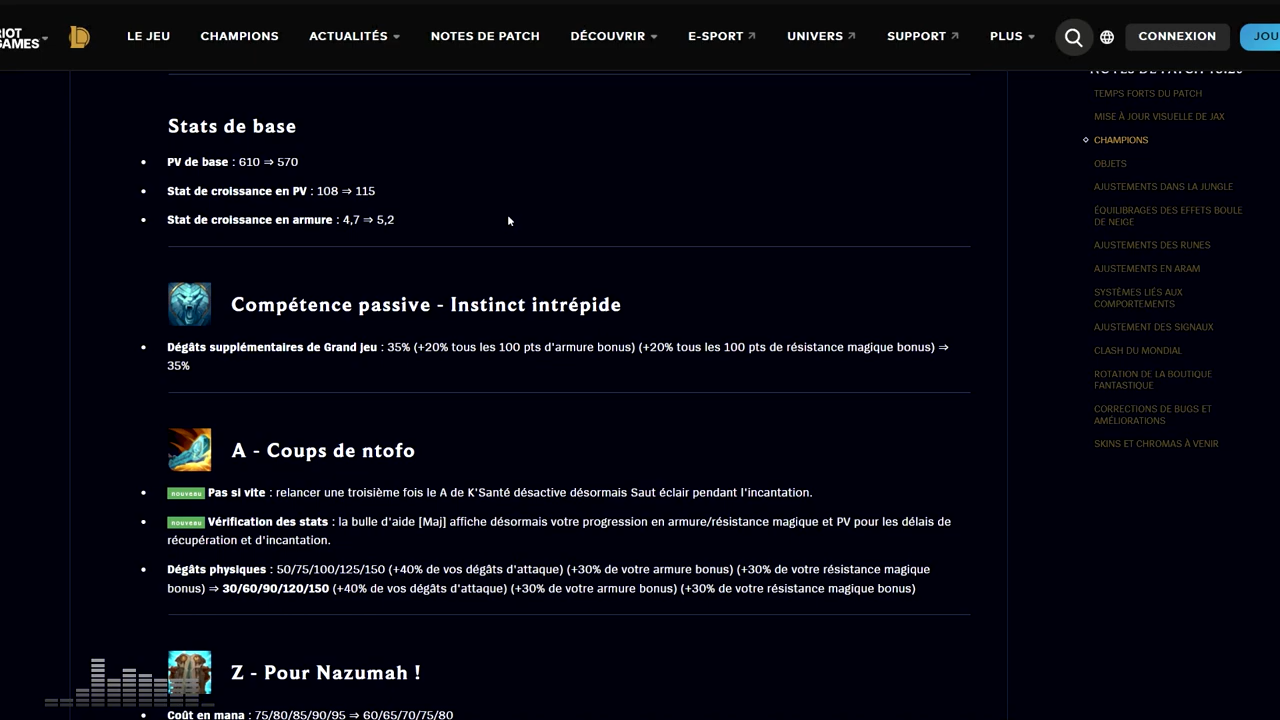 RIOT
GAMES
LE JEU
CHAMPIONS
ACTUALITÉS
NOTES DE PATCH
DÉCOUVRIR
E-SPORT
UNIVERS
SUPPORT
PLUS
CONNEXION
JOU
Stats de base
• PV de base : 610 ⇒ 570
• Stat de croissance en PV : 108 ⇒ 115
• Stat de croissance en armure : 4,7 ⇒ 5,2
Compétence passive - Instinct intrépide
• Dégâts supplémentaires de Grand jeu : 35% (+20% tous les 100 pts d'armure bonus) (+20% tous les 100 pts de résistance magique bonus) ⇒
35%
A - Coups de ntofo
• nouveau Pas si vite : relancer une troisième fois le A de K'Santé désactive désormais Saut éclair pendant l'incantation.
• nouveau Vérification des stats : la bulle d'aide [Maj] affiche désormais votre progression en armure/résistance magique et PV pour les délais de
récupération et d'incantation.
• Dégâts physiques : 50/75/100/125/150 (+40% de vos dégâts d'attaque) (+30% de votre armure bonus) (+30% de votre résistance magique
bonus) ⇒ 30/60/90/120/150 (+40% de vos dégâts d'attaque) (+30% de votre armure bonus) (+30% de votre résistance magique bonus)
Z - Pour Nazumah !
Coût en mana : 75/80/85/90/95 ⇒ 60/65/70/75/80
NOTES DE PATCH
TEMPS FORTS DU PATCH
MISE À JOUR VISUELLE DE JAX
CHAMPIONS
OBJETS
AJUSTEMENTS DANS LA JUNGLE
ÉQUILIBRAGES DES EFFETS BOULE
DE NEIGE
AJUSTEMENTS DES RUNES
AJUSTEMENTS EN ARAM
SYSTÈMES LIÉS AUX
COMPORTEMENTS
AJUSTEMENT DES SIGNAUX
CLASH DU MONDIAL
ROTATION DE LA BOUTIQUE
FANTASTIQUE
CORRECTIONS DE BUGS ET
AMÉLIORATIONS
SKINS ET CHROMAS À VENIR